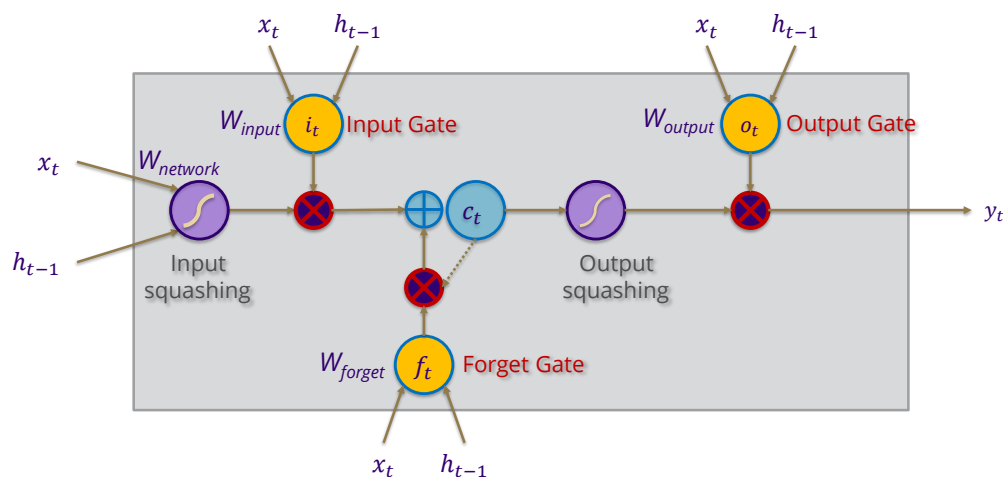 x_t h_{t-1} x_t h_{t-1}
W_input i_t Input Gate W_output o_t Output Gate
x_t W_network
c_t y_t
h_{t-1} Input
squashing
Output
squashing
W_forget f_t Forget Gate
x_t h_{t-1}